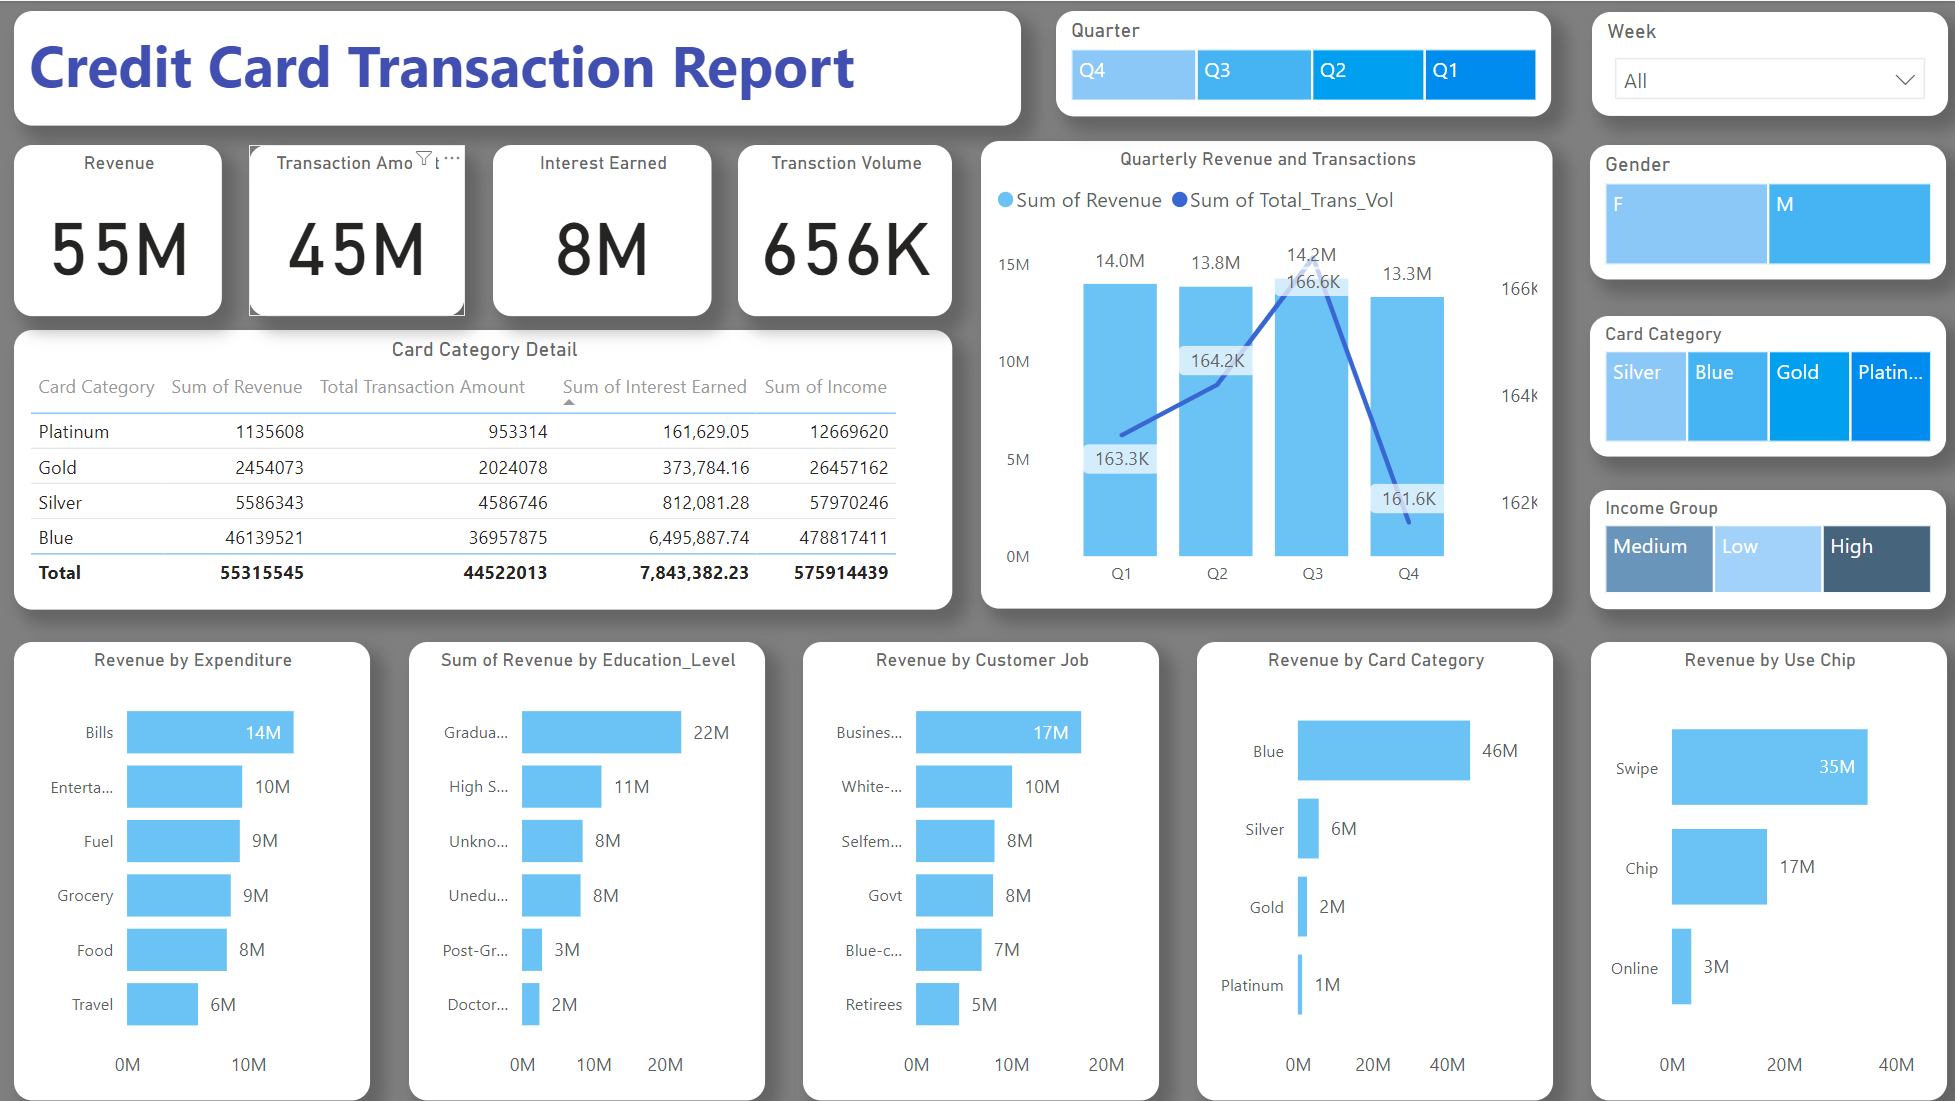 Credit Card Transaction Report
Quarter
Q4 Q3 Q2 Q1
Week
All
Revenue
55M
Transaction Amo t ...
45M
Interest Earned
8M
Transction Volume
656K
Quarterly Revenue and Transactions
Sum of Revenue Sum of Total_Trans_Vol
15M
10M
5M
0M
14.0M 13.8M 14.2M 13.3M
163.3K 164.2K 166.6K 161.6K
166K
164K
162K
Q1 Q2 Q3 Q4
Gender
F M
Card Category
Silver Blue Gold Platin...
Income Group
Medium Low High
Card Category Detail
Card Category Sum of Revenue Total Transaction Amount Sum of Interest Earned Sum of Income
Platinum 1135608 953314 161,629.05 12669620
Gold 2454073 2024078 373,784.16 26457162
Silver 5586343 4586746 812,081.28 57970246
Blue 46139521 36957875 6,495,887.74 478817411
Total 55315545 44522013 7,843,382.23 575914439
Revenue by Expenditure
Bills 14M
Enterta... 10M
Fuel 9M
Grocery 9M
Food 8M
Travel 6M
0M 10M
Sum of Revenue by Education_Level
Gradua... 22M
High S... 11M
Unkno... 8M
Unedu... 8M
Post-Gr... 3M
Doctor... 2M
0M 10M 20M
Revenue by Customer Job
Busines... 17M
White-... 10M
Selfem... 8M
Govt 8M
Blue-c... 7M
Retirees 5M
0M 10M 20M
Revenue by Card Category
Blue 46M
Silver 6M
Gold 2M
Platinum 1M
0M 20M 40M
Revenue by Use Chip
Swipe 35M
Chip 17M
Online 3M
0M 20M 40M